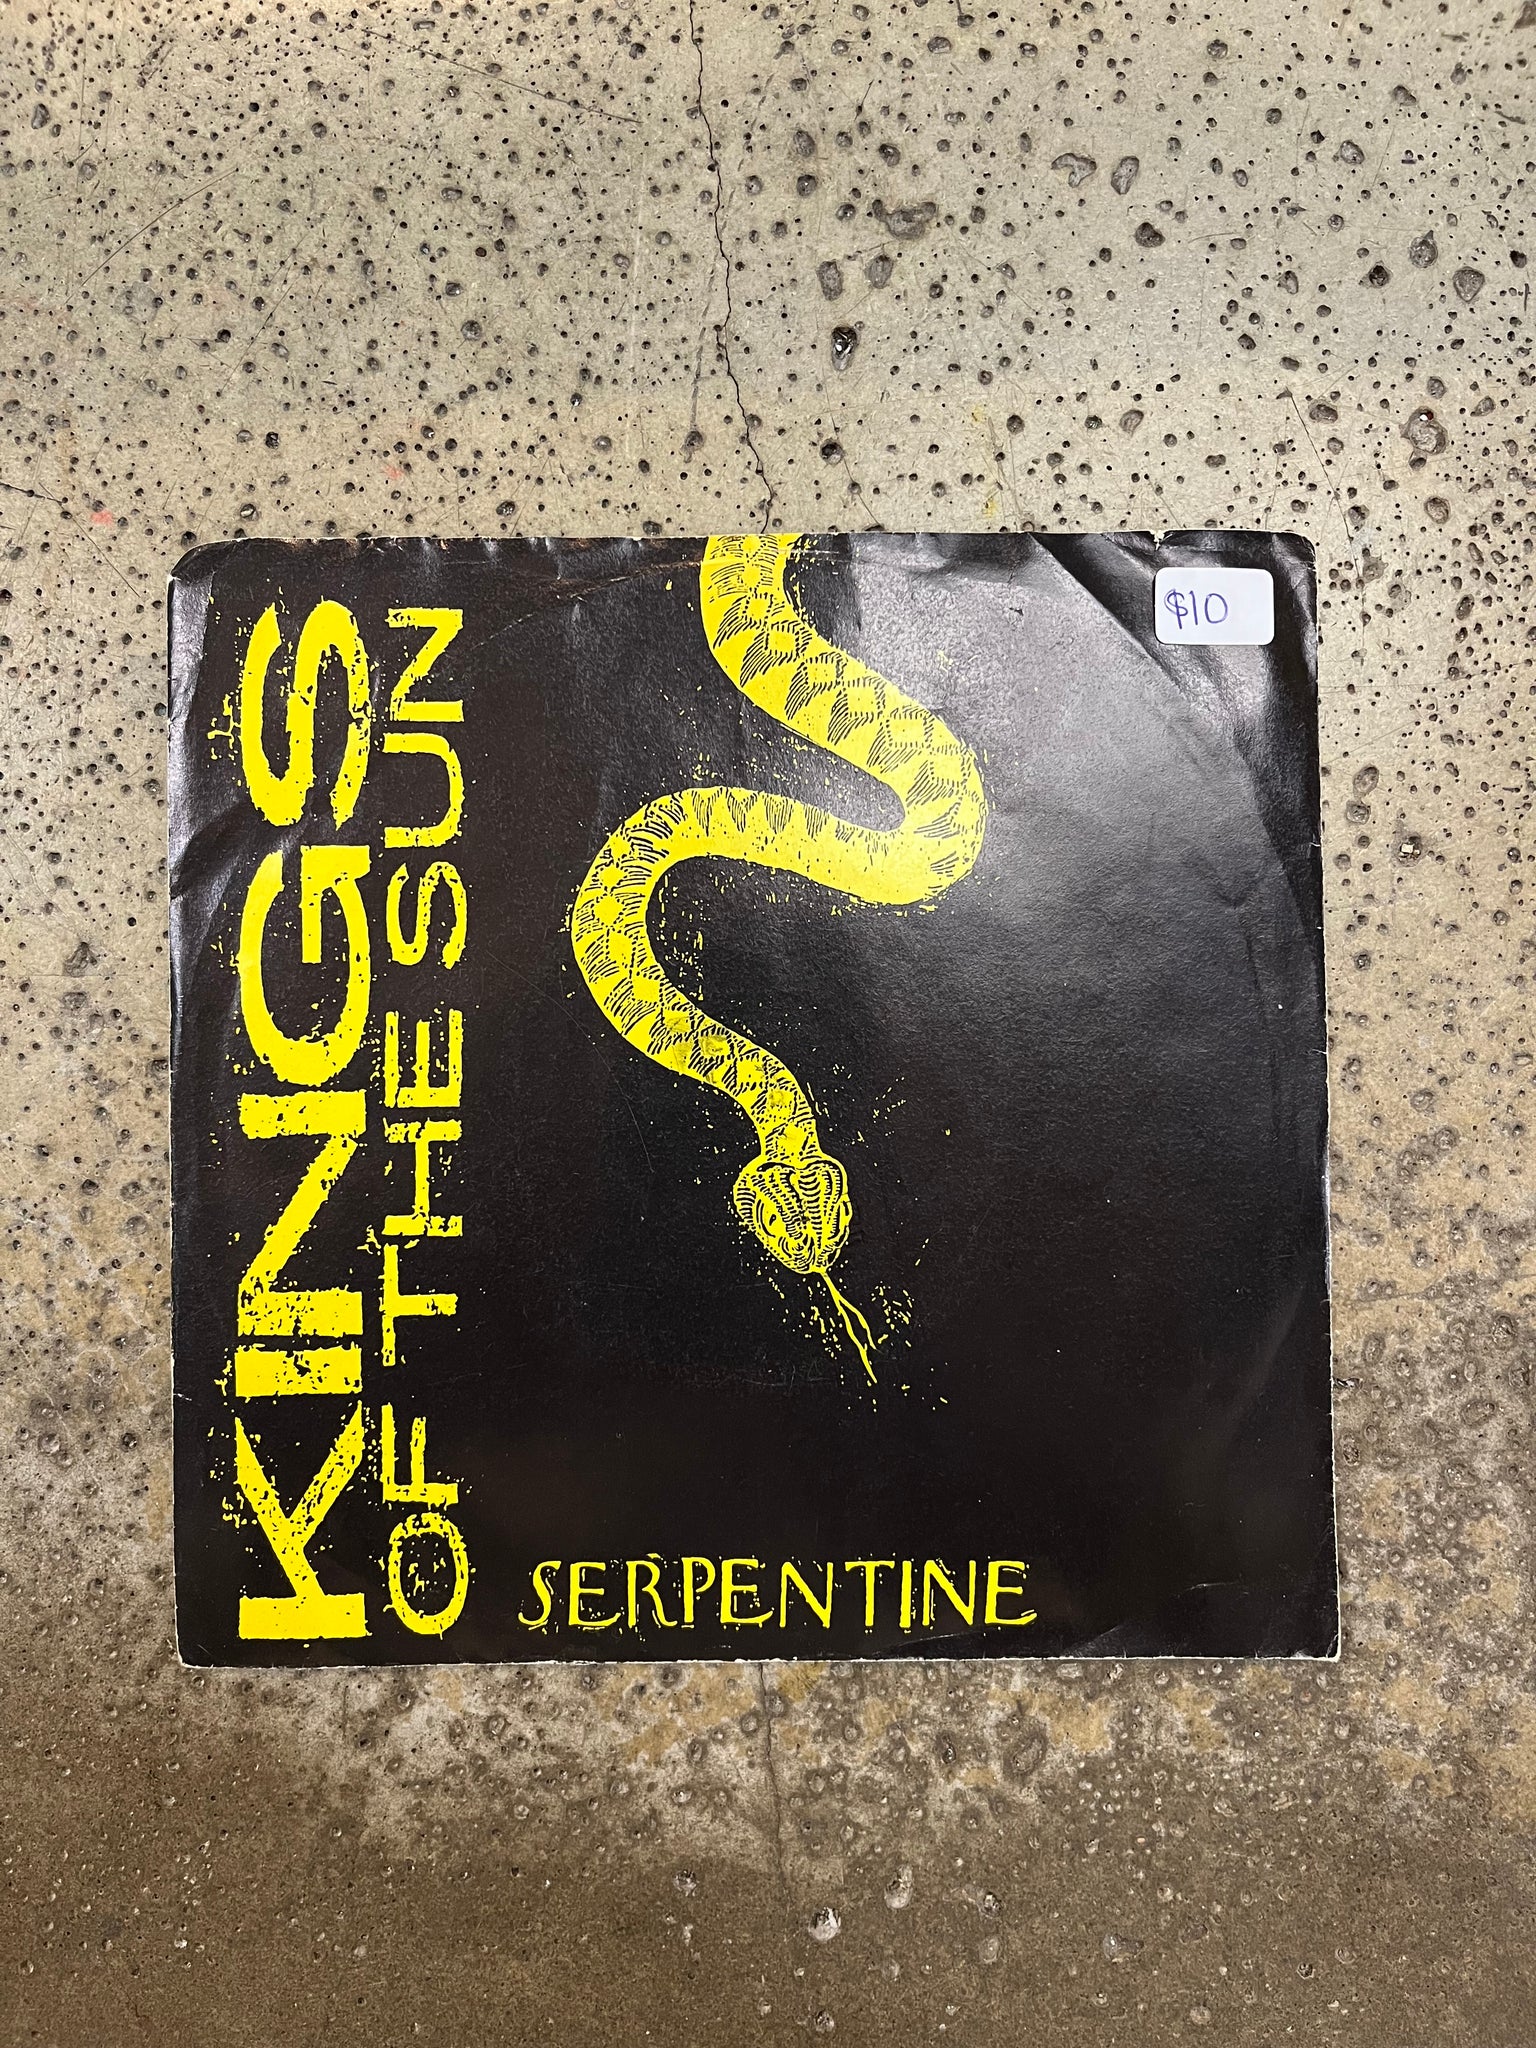 KINGS
OF THE SUN
$10
SERPENTINE